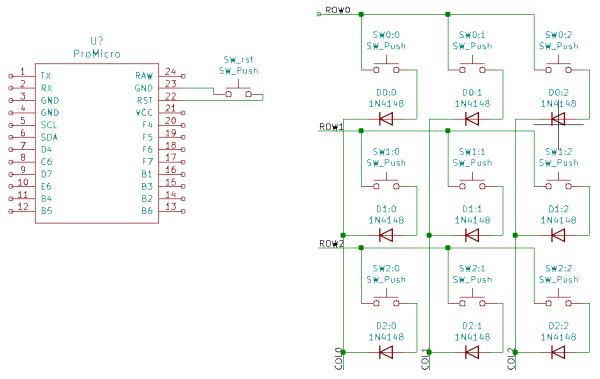 ROW0
SW0:0 SW0:1 SW0:2
SW_Push SW_Push SW_Push
U?
ProMicro
SW_rst
SW_Push
1 TX RAW 24
2 RX GND 23
3 GND RST 22
4 GND VCC 21
5 SCL F4 20
6 SDA F5 19
7 D4 F6 18
8 C6 F7 17
9 D7 B1 16
10 E6 B3 15
11 B4 B2 14
12 B5 B6 13
D0:0 D0:1 D0:2
1N4148 1N4148 1N4148
ROW1
SW1:0 SW1:1 SW1:2
SW_Push SW_Push SW_Push
D1:0 D1:1 D1:2
1N4148 1N4148 1N4148
ROW2
SW2:0 SW2:1 SW2:2
SW_Push SW_Push SW_Push
D2:0 D2:1 D2:2
1N4148 1N4148 1N4148
COL0 COL1 COL2